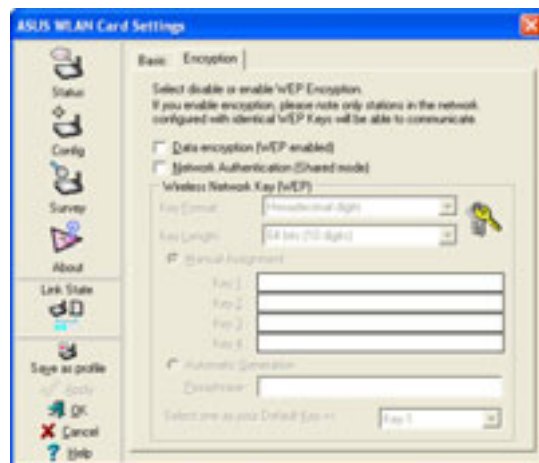 ASUS WLAN Card Settings
Status
Config
Survey
About
Link State
Save as profile
Apply
OK
Cancel
Help
Basic
Encryption
Select disable or enable WEP Encryption.
If you enable encryption, please note only stations in the network
configured with identical WEP Keys will be able to communicate.
Data encryption (WEP enabled)
Network Authentication (Shared mode)
Wireless Network Key (WEP)
Key Format:
Hexadecimal digits
Key Length:
64 bits (10 digits)
Manual Assignment
Key 1
Key 2
Key 3
Key 4
Automatic Generation
Passphrase
Select one as your Default Key =>
Key 1